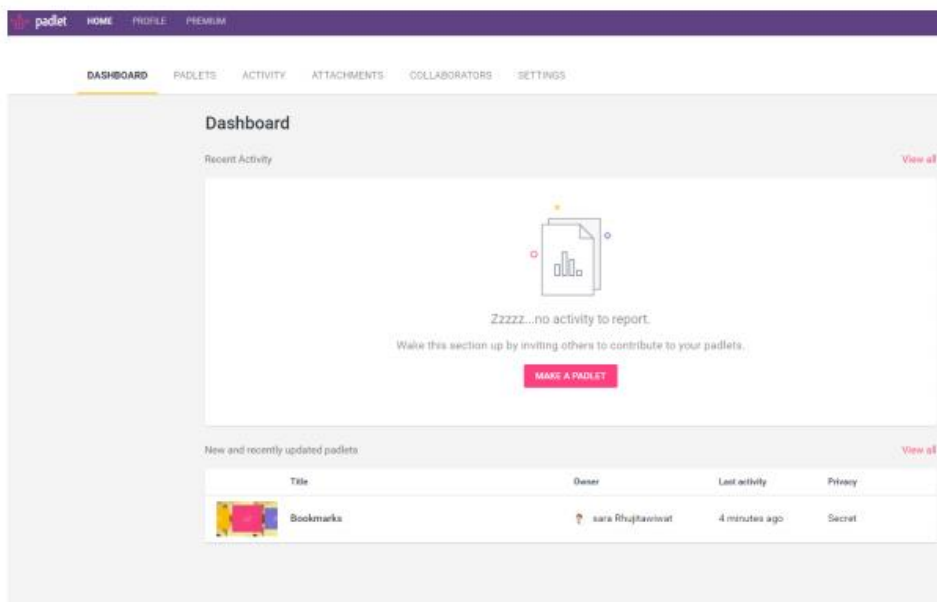 padlet HOME PROFILE PREMIUM
DASHBOARD PADLETS ACTIVITY ATTACHMENTS COLLABORATORS SETTINGS
Dashboard
Recent Activity View all
Zzzzz...no activity to report.
Wake this section up by inviting others to contribute to your padlets.
MAKE A PADLET
New and recently updated padlets View all
Title Owner Last activity Privacy
Bookmarks sara Rhujitawiwat 4 minutes ago Secret